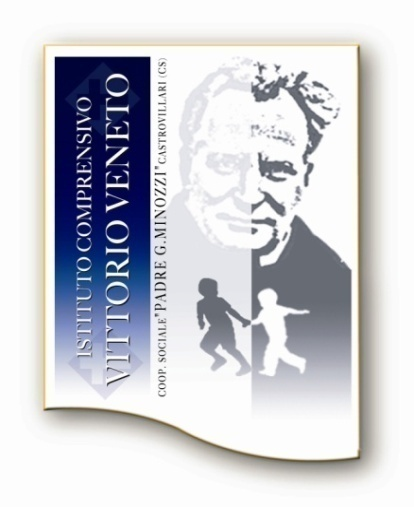 ISTITUTO COMPRENSIVO
VITTORIO VENETO
COOP. SOCIALE "PADRE G.MINOZZI" CASTROVILLARI (CS)